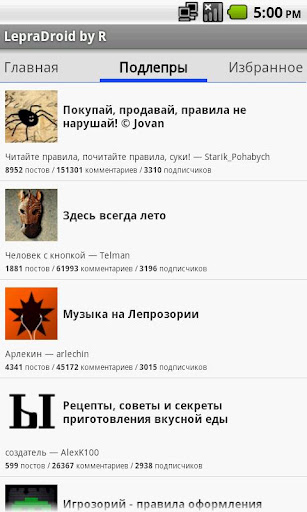 5:00 PM
LepraDroid by R
Главная Подлепры Избранное
Покупай, продавай, правила не
нарушай! © Jovan
Читайте правила, почитайте правила, суки! — Starik_Pohabych
8952 постов / 151301 комментариев / 3310 подписчиков
Здесь всегда лето
Человек с кнопкой — Telman
1881 постов / 61993 комментариев / 3196 подписчиков
Музыка на Лепрозории
Арлекин — arlechin
4341 постов / 45172 комментариев / 3015 подписчиков
Ы
Рецепты, советы и секреты
приготовления вкусной еды
создатель — AlexK100
599 постов / 26367 комментариев / 2938 подписчиков
Игрозорий - правила оформления